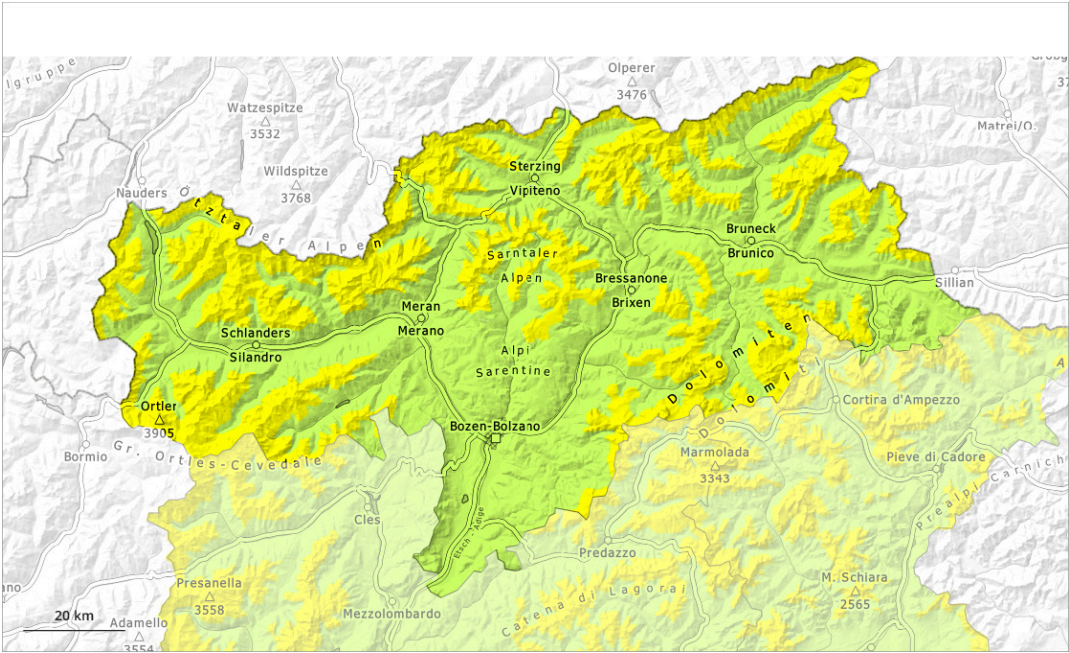 lgruppe
Olperer
3476
Watzespitze
3532
Matrei/O.
Sterzing
Vipiteno
Wildspitze
3768
Nauders
Ötztaler Alpen
Bruneck
Brunico
Sarntaler
Alpen
Bressanone
Brixen
Sillian
Meran
Merano
Schlanders
Silandro
Alpi
Sarentine
Dolomiten
Dolomiti
Ortler
3905
Cortina d'Ampezzo
Bozen-Bolzano
Gr. Ortles-Cevedale
Bormio
Marmolada
3343
Pieve di Cadore
Prealpi Carnich
Cles
Etsch - Adige
Predazzo
Presanella
3558
Catena di Lagorai
M. Schiara
2565
Mezzolombardo
20 km
Adamello
3554